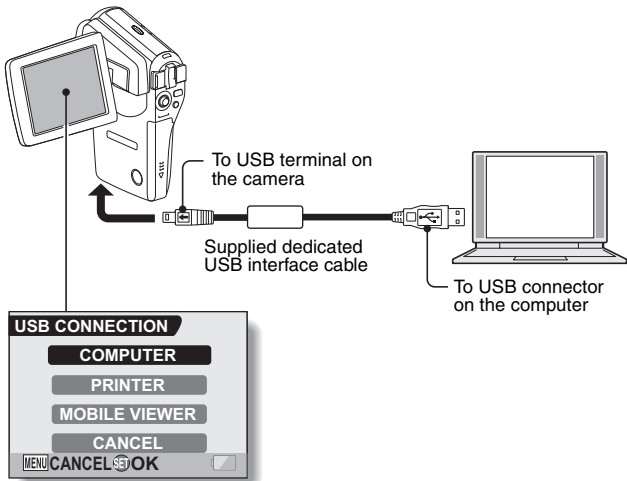 To USB terminal on
the camera
Supplied dedicated
USB interface cable
To USB connector
on the computer
USB CONNECTION
COMPUTER
PRINTER
MOBILE VIEWER
CANCEL
MENU CANCEL SET OK